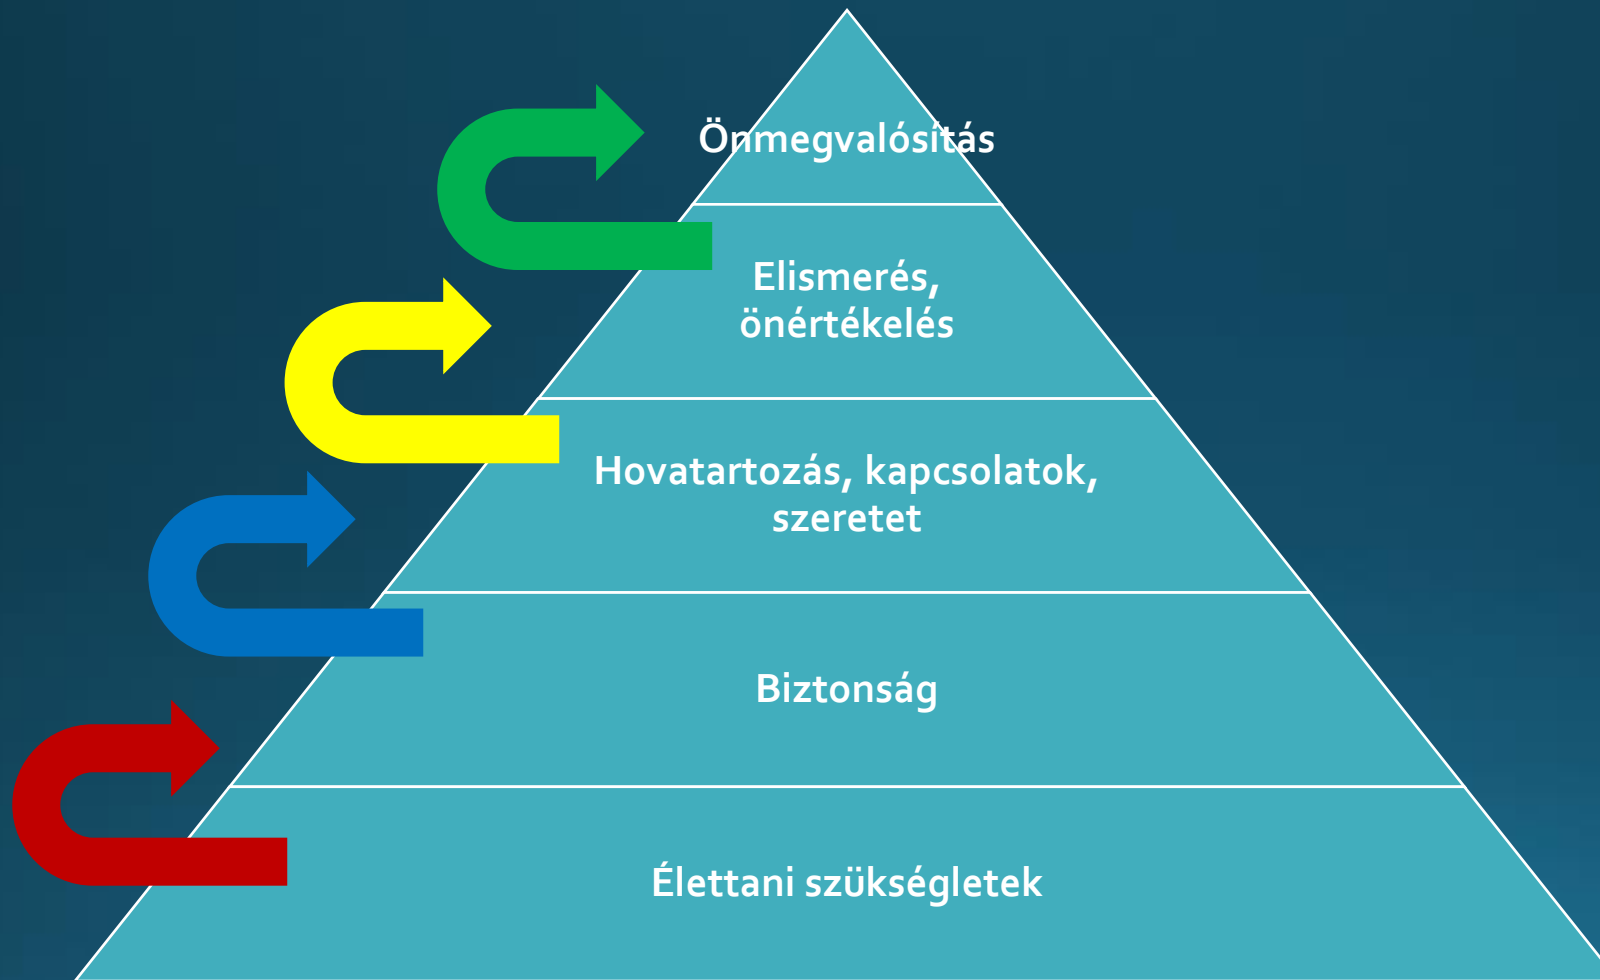 Önmegvalósítás
Elismerés,
önértékelés
Hovatartozás, kapcsolatok,
szeretet
Biztonság
Élettani szükségletek